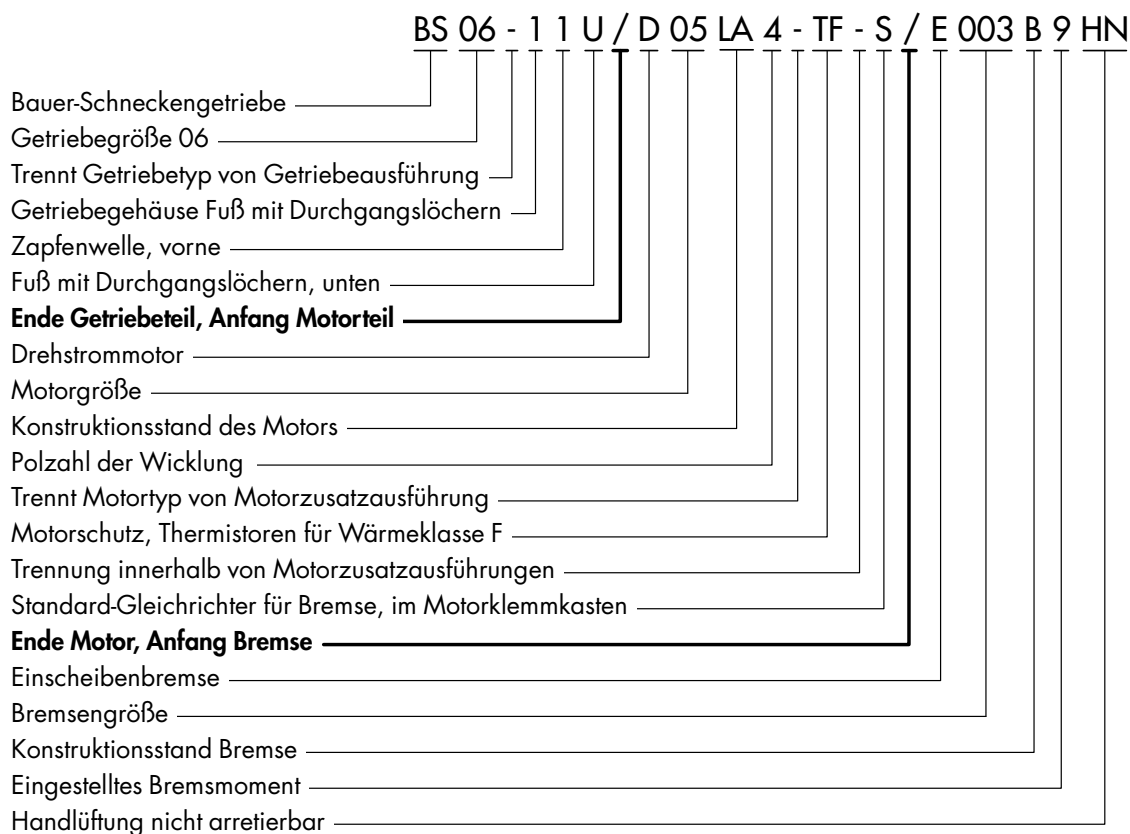 BS 06 - 1 1 U / D 05 LA 4 - TF - S / E 003 B 9 HN
Bauer-Schneckengetriebe
Getriebegröße 06
Trennt Getriebetyp von Getriebeausführung
Getriebegehäuse Fuß mit Durchgangslöchern
Zapfenwelle, vorne
Fuß mit Durchgangslöchern, unten
Ende Getriebeteil, Anfang Motorteil
Drehstrommotor
Motorgröße
Konstruktionsstand des Motors
Polzahl der Wicklung
Trennt Motortyp von Motorzusatzausführung
Motorschutz, Thermistoren für Wärmeklasse F
Trennung innerhalb von Motorzusatzausführungen
Standard-Gleichrichter für Bremse, im Motorklemmkasten
Ende Motor, Anfang Bremse
Einscheibenbremse
Bremsengröße
Konstruktionsstand Bremse
Eingestelltes Bremsmoment
Handlüftung nicht arretierbar